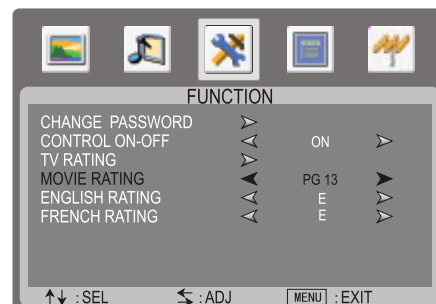 FUNCTION
CHANGE PASSWORD
CONTROL ON-OFF ON
TV RATING
MOVIE RATING PG 13
ENGLISH RATING E
FRENCH RATING E
: SEL : ADJ MENU : EXIT